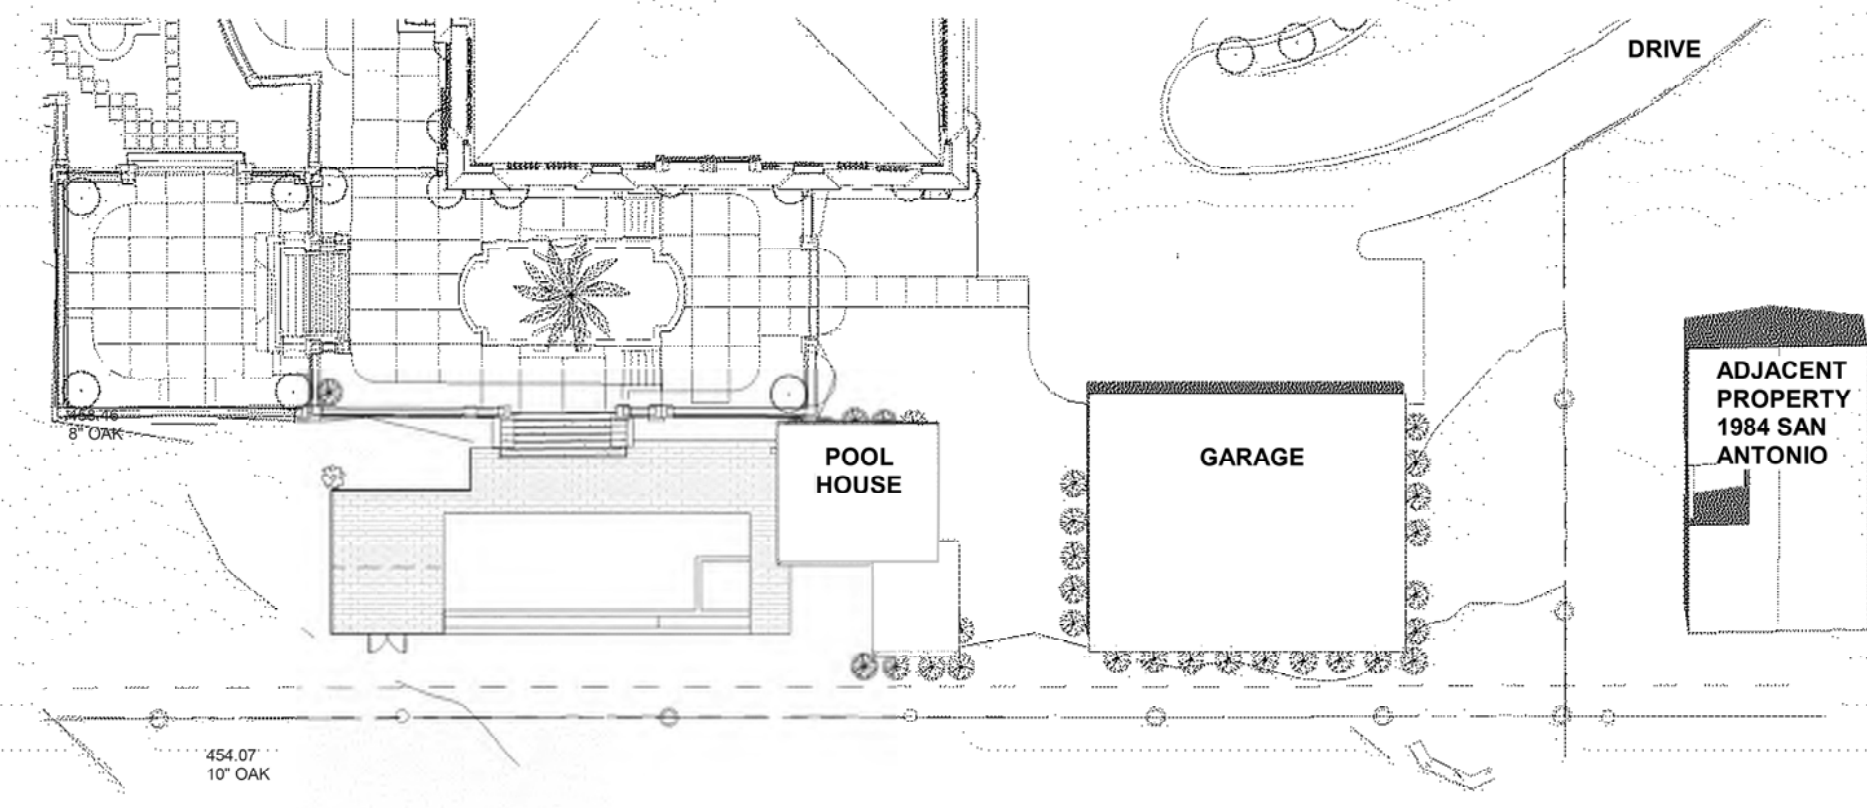 DRIVE
ADJACENT
PROPERTY
1984 SAN
ANTONIO
POOL
HOUSE
GARAGE
8" OAK
454.07
10" OAK